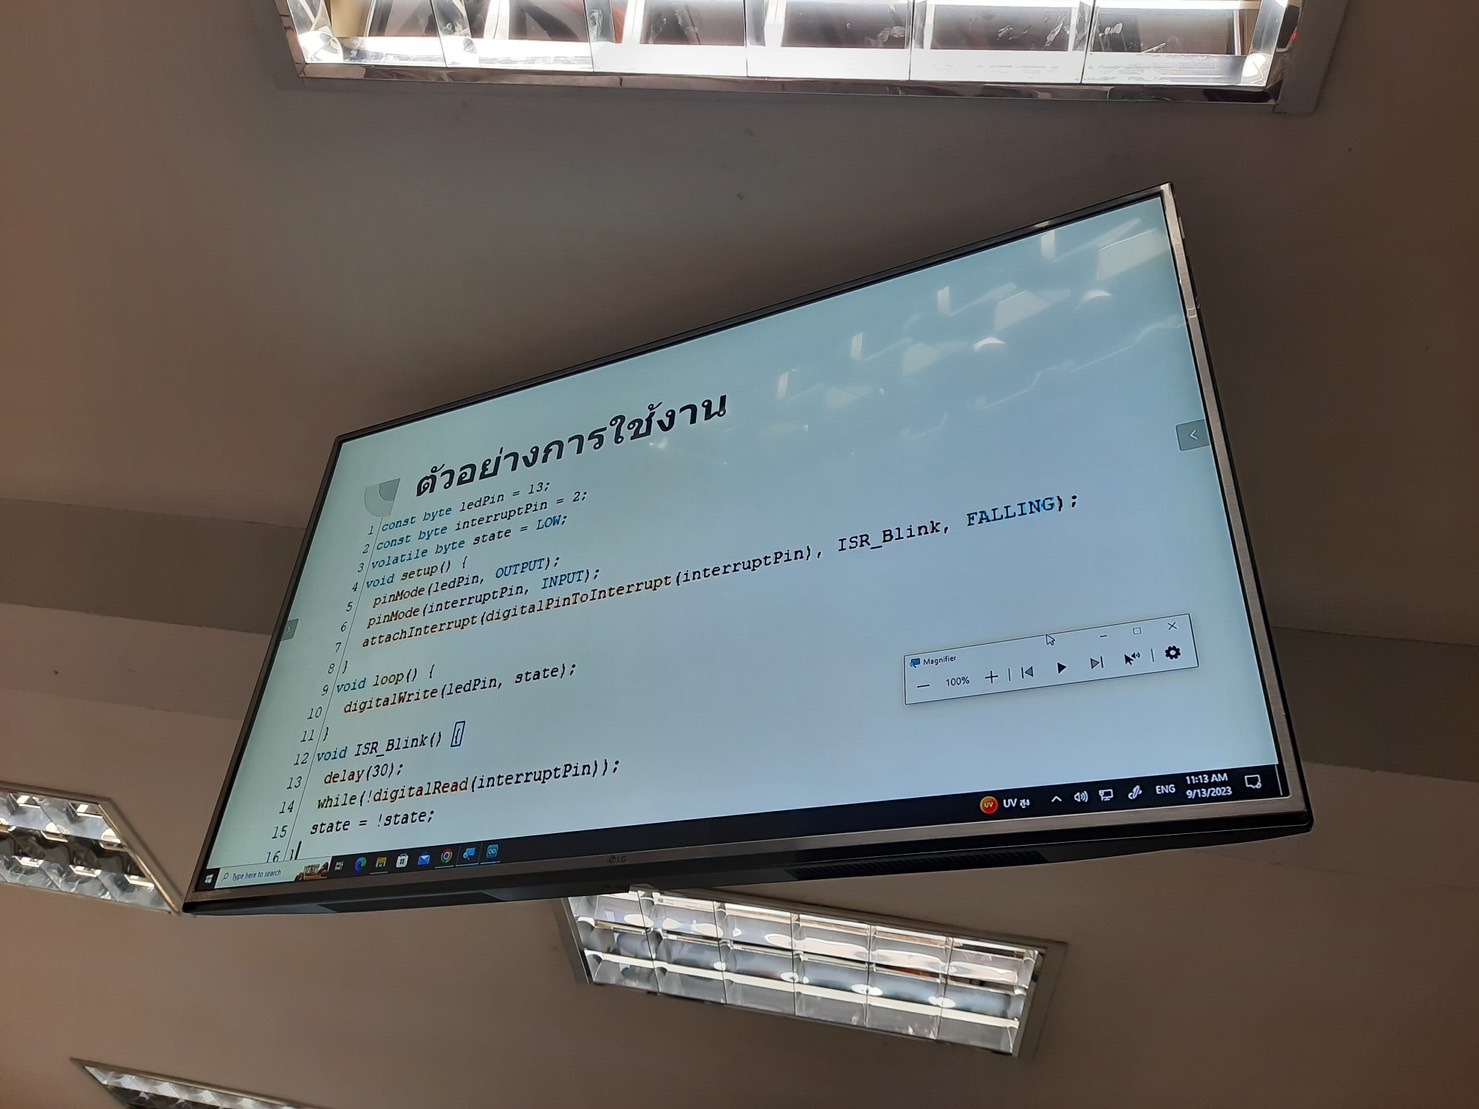 ตัวอย่างการใช้งาน
1 const byte ledPin = 13;
2 const byte interruptPin = 2;
3 volatile byte state = LOW;
4 void setup() {
5 pinMode(ledPin, OUTPUT);
6 pinMode(interruptPin, INPUT);
7 attachInterrupt(digitalPinToInterrupt(interruptPin), ISR_Blink, FALLING);
8 }
9 void loop() {
10 digitalWrite(ledPin, state);
11 }
12 void ISR_Blink() {
13 delay(30);
14 while(!digitalRead(interruptPin));
15 state = !state;
16 }
Magnifier
100%
Type here to search
UV UV สูง
ENG
11:13 AM
9/13/2023
LG